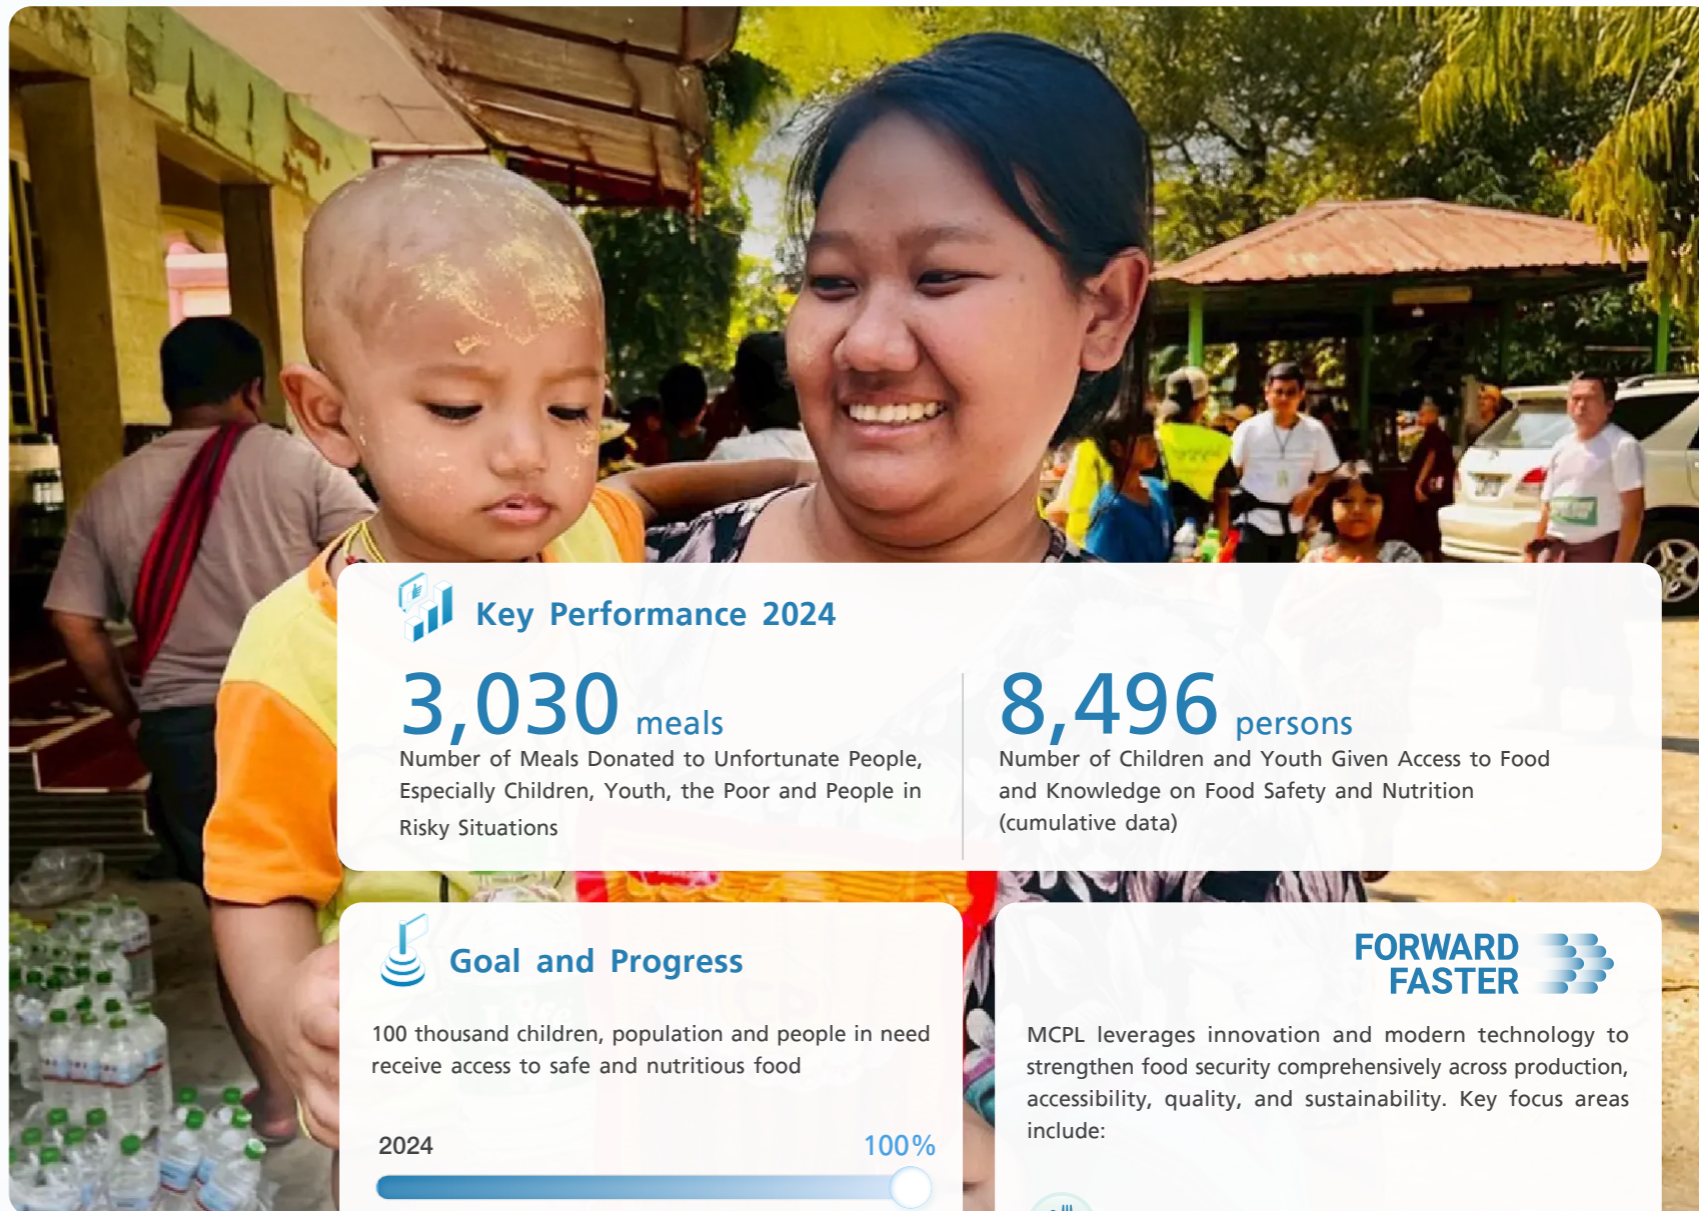 Key Performance 2024
3,030 meals
Number of Meals Donated to Unfortunate People,
Especially Children, Youth, the Poor and People in
Risky Situations
8,496 persons
Number of Children and Youth Given Access to Food
and Knowledge on Food Safety and Nutrition
(cumulative data)
Goal and Progress
100 thousand children, population and people in need
receive access to safe and nutritious food
2024
100%
FORWARD
FASTER
MCPL leverages innovation and modern technology to
strengthen food security comprehensively across production,
accessibility, quality, and sustainability. Key focus areas
include: